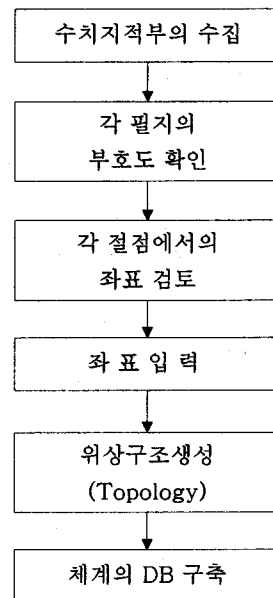 수치지적부의 수집
각 필지의
부호도 확인
각 절점에서의
좌표 검토
좌 표 입 력
위상구조생성
(Topology)
체계의 DB 구축